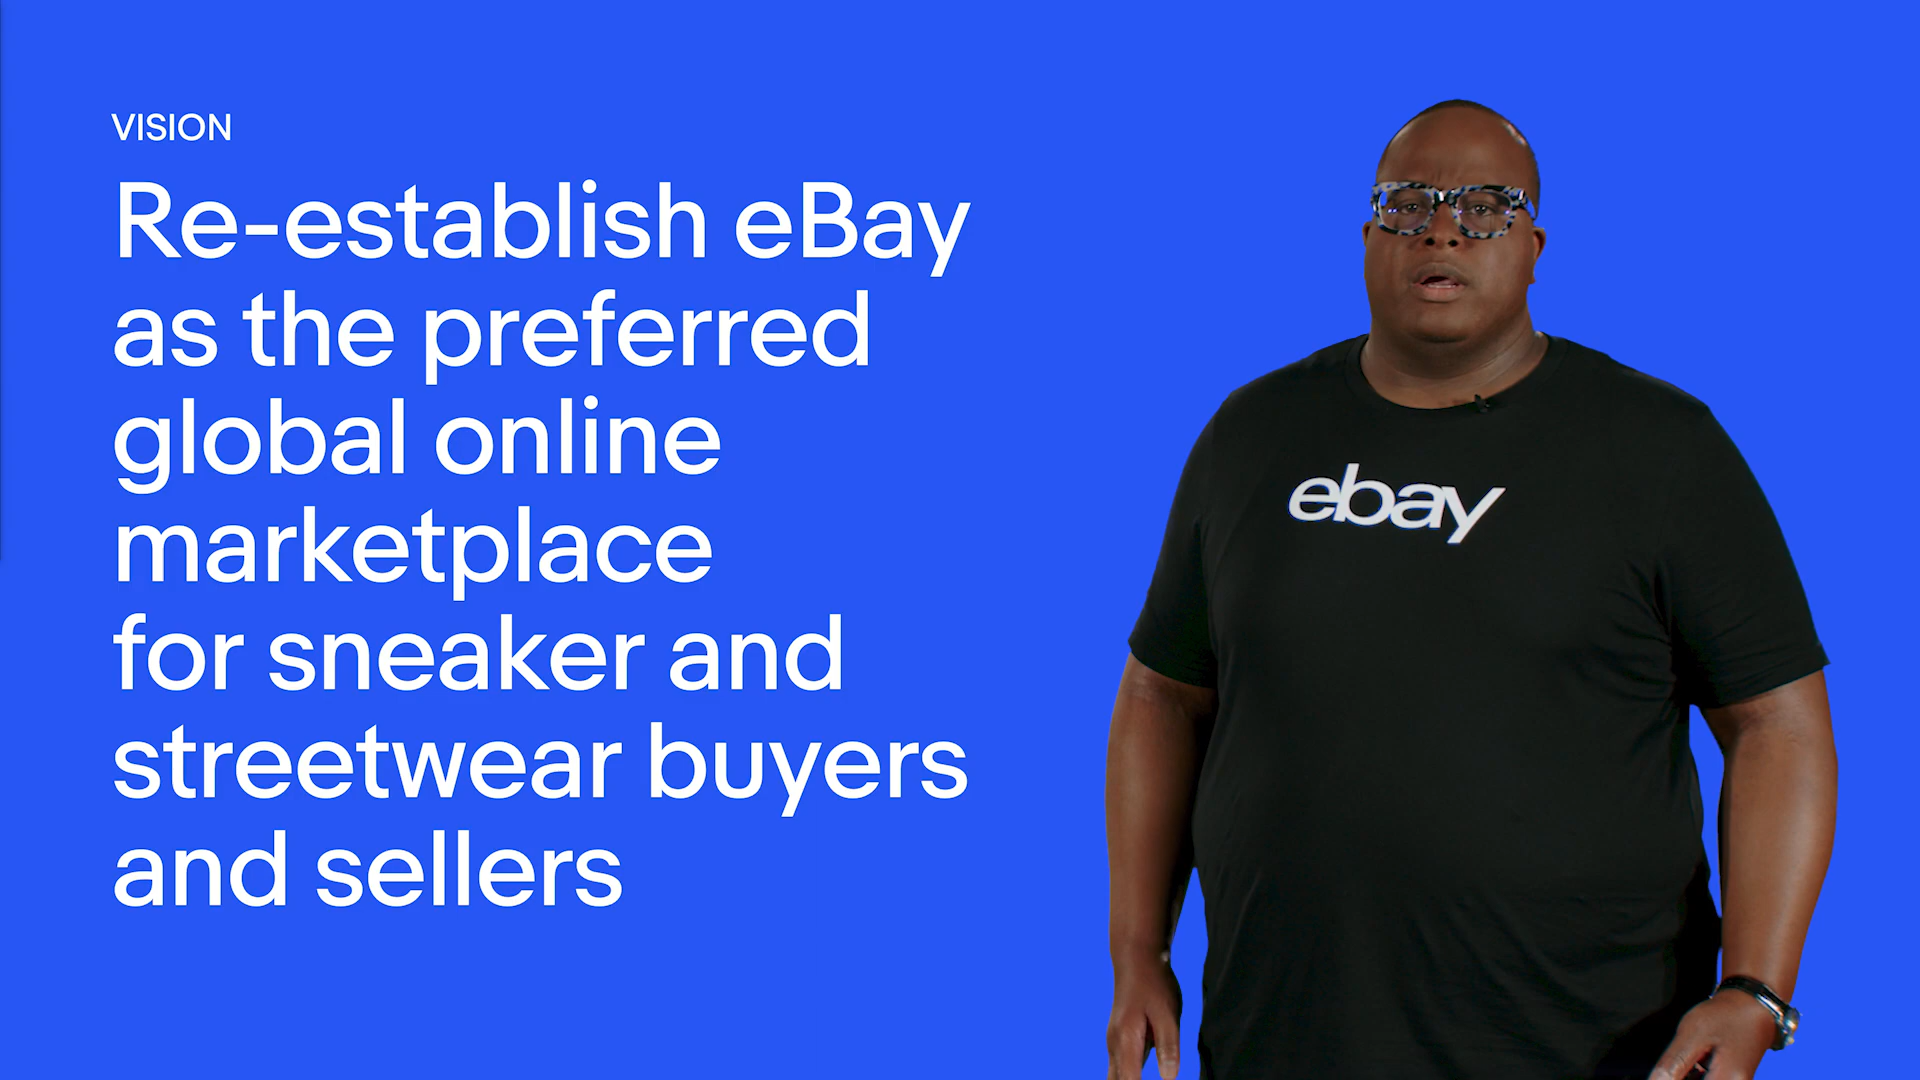 VISION
Re-establish eBay
as the preferred
global online
marketplace
for sneaker and
streetwear buyers
and sellers
ebay